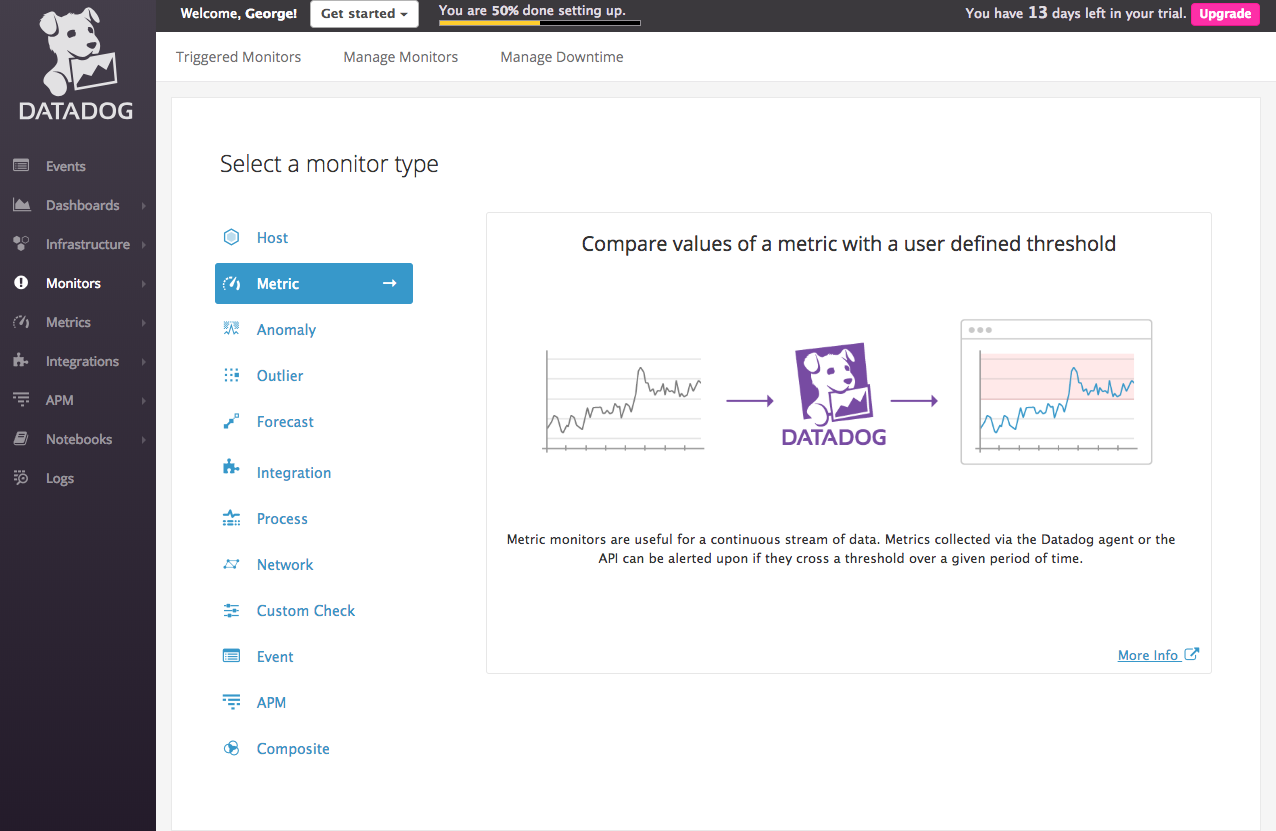 Welcome, George!
Get started
You are 50% done setting up.
You have 13 days left in your trial.
Upgrade
DATADOG
Triggered Monitors
Manage Monitors
Manage Downtime
Events
Dashboards
Infrastructure
Monitors
Metrics
Integrations
APM
Notebooks
Logs
Select a monitor type
Host
Metric
Anomaly
Outlier
Forecast
Integration
Process
Network
Custom Check
Event
APM
Composite
Compare values of a metric with a user defined threshold
DATADOG
Metric monitors are useful for a continuous stream of data. Metrics collected via the Datadog agent or the
API can be alerted upon if they cross a threshold over a given period of time.
More Info